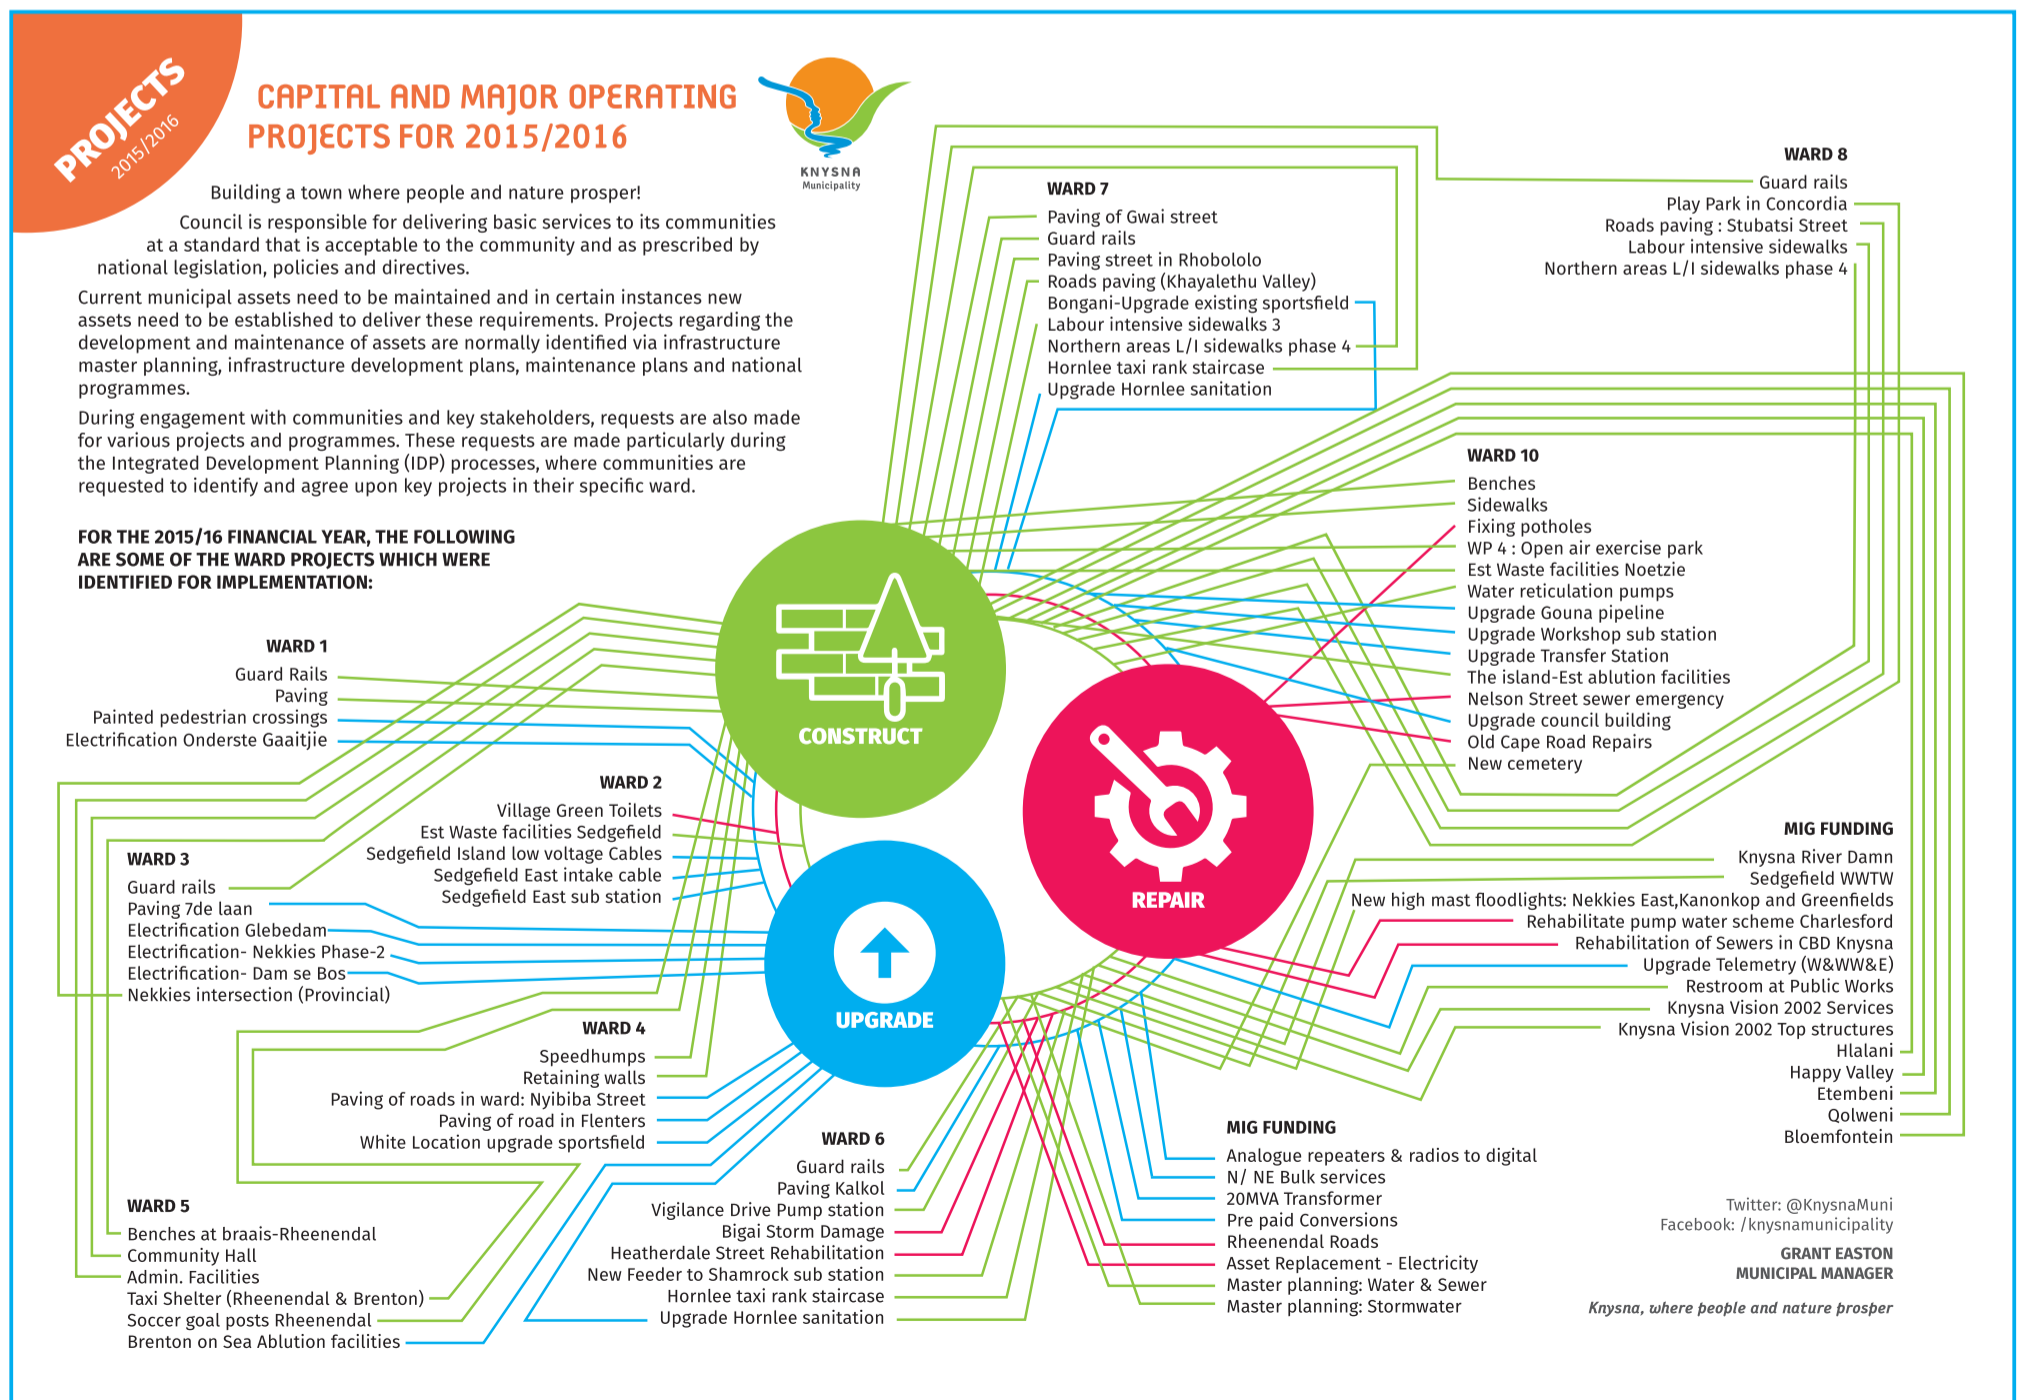 PROJECTS
2015/2016
CAPITAL AND MAJOR OPERATING
PROJECTS FOR 2015/2016
KNYSNA
Municipality
Building a town where people and nature prosper!
Council is responsible for delivering basic services to its communities
at a standard that is acceptable to the community and as prescribed by
national legislation, policies and directives.
Current municipal assets need to be maintained and in certain instances new
assets need to be established to deliver these requirements. Projects regarding the
development and maintenance of assets are normally identified via infrastructure
master planning, infrastructure development plans, maintenance plans and national
programmes.
During engagement with communities and key stakeholders, requests are also made
for various projects and programmes. These requests are made particularly during
the Integrated Development Planning (IDP) processes, where communities are
requested to identify and agree upon key projects in their specific ward.
FOR THE 2015/16 FINANCIAL YEAR, THE FOLLOWING
ARE SOME OF THE WARD PROJECTS WHICH WERE
IDENTIFIED FOR IMPLEMENTATION:
WARD 1
Guard Rails
Paving
Painted pedestrian crossings
Electrification Onderste Gaaitjie
WARD 2
Village Green Toilets
Est Waste facilities Sedgefield
Sedgefield Island low voltage Cables
Sedgefield East intake cable
Sedgefield East sub station
WARD 3
Guard rails
Paving 7de laan
Electrification Glebedam
Electrification- Nekkies Phase-2
Electrification- Dam se Bos
Nekkies intersection (Provincial)
WARD 4
Speedhumps
Retaining walls
Paving of roads in ward: Nyibiba Street
Paving of road in Flenters
White Location upgrade sportsfield
WARD 5
Benches at braais-Rheenendal
Community Hall
Admin. Facilities
Taxi Shelter (Rheenendal & Brenton)
Soccer goal posts Rheenendal
Brenton on Sea Ablution facilities
WARD 6
Guard rails
Paving Kalkol
Vigilance Drive Pump station
Bigai Storm Damage
Heatherdale Street Rehabilitation
New Feeder to Shamrock sub station
Hornlee taxi rank staircase
Upgrade Hornlee sanitation
CONSTRUCT
REPAIR
UPGRADE
WARD 7
Paving of Gwai street
Guard rails
Paving street in Rhobololo
Roads paving (Khayalethu Valley)
Bongani-Upgrade existing sportsfield
Labour intensive sidewalks 3
Northern areas L/I sidewalks phase 4
Hornlee taxi rank staircase
Upgrade Hornlee sanitation
WARD 8
Guard rails
Play Park in Concordia
Roads paving : Stubatsi Street
Labour intensive sidewalks
Northern areas L/I sidewalks phase 4
WARD 10
Benches
Sidewalks
Fixing potholes
WP 4 : Open air exercise park
Est Waste facilities Noetzie
Water reticulation pumps
Upgrade Gouna pipeline
Upgrade Workshop sub station
Upgrade Transfer Station
The island-Est ablution facilities
Nelson Street sewer emergency
Upgrade council building
Old Cape Road Repairs
New cemetery
MIG FUNDING
Knysna River Damn
Sedgefield WWTW
New high mast floodlights: Nekkies East,Kanonkop and Greenfields
Rehabilitate pump water scheme Charlesford
Rehabilitation of Sewers in CBD Knysna
Upgrade Telemetry (W&WW&E)
Restroom at Public Works
Knysna Vision 2002 Services
Knysna Vision 2002 Top structures
Hlalani
Happy Valley
Etembeni
Qolweni
Bloemfontein
MIG FUNDING
Analogue repeaters & radios to digital
N/ NE Bulk services
20MVA Transformer
Pre paid Conversions
Rheenendal Roads
Asset Replacement - Electricity
Master planning: Water & Sewer
Master planning: Stormwater
Twitter: @KnysnaMuni
Facebook: /knysnamunicipality
GRANT EASTON
MUNICIPAL MANAGER
Knysna, where people and nature prosper